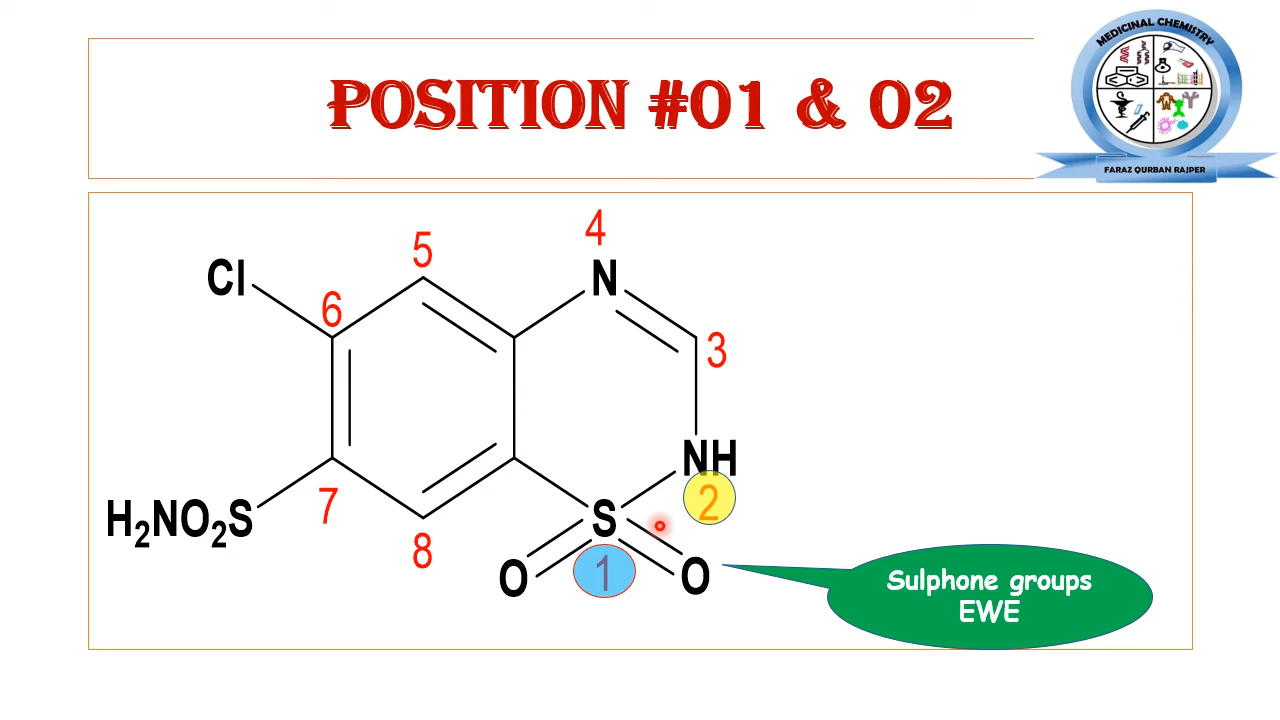 MEDICINAL CHEMISTRY
FARAZ QURBAN RAJPER
POSITION #01 & 02
4
5
Cl
N
6
3
NH
2
H₂NO₂S
7
S
8
O
1
O
Sulphone groups
EWE